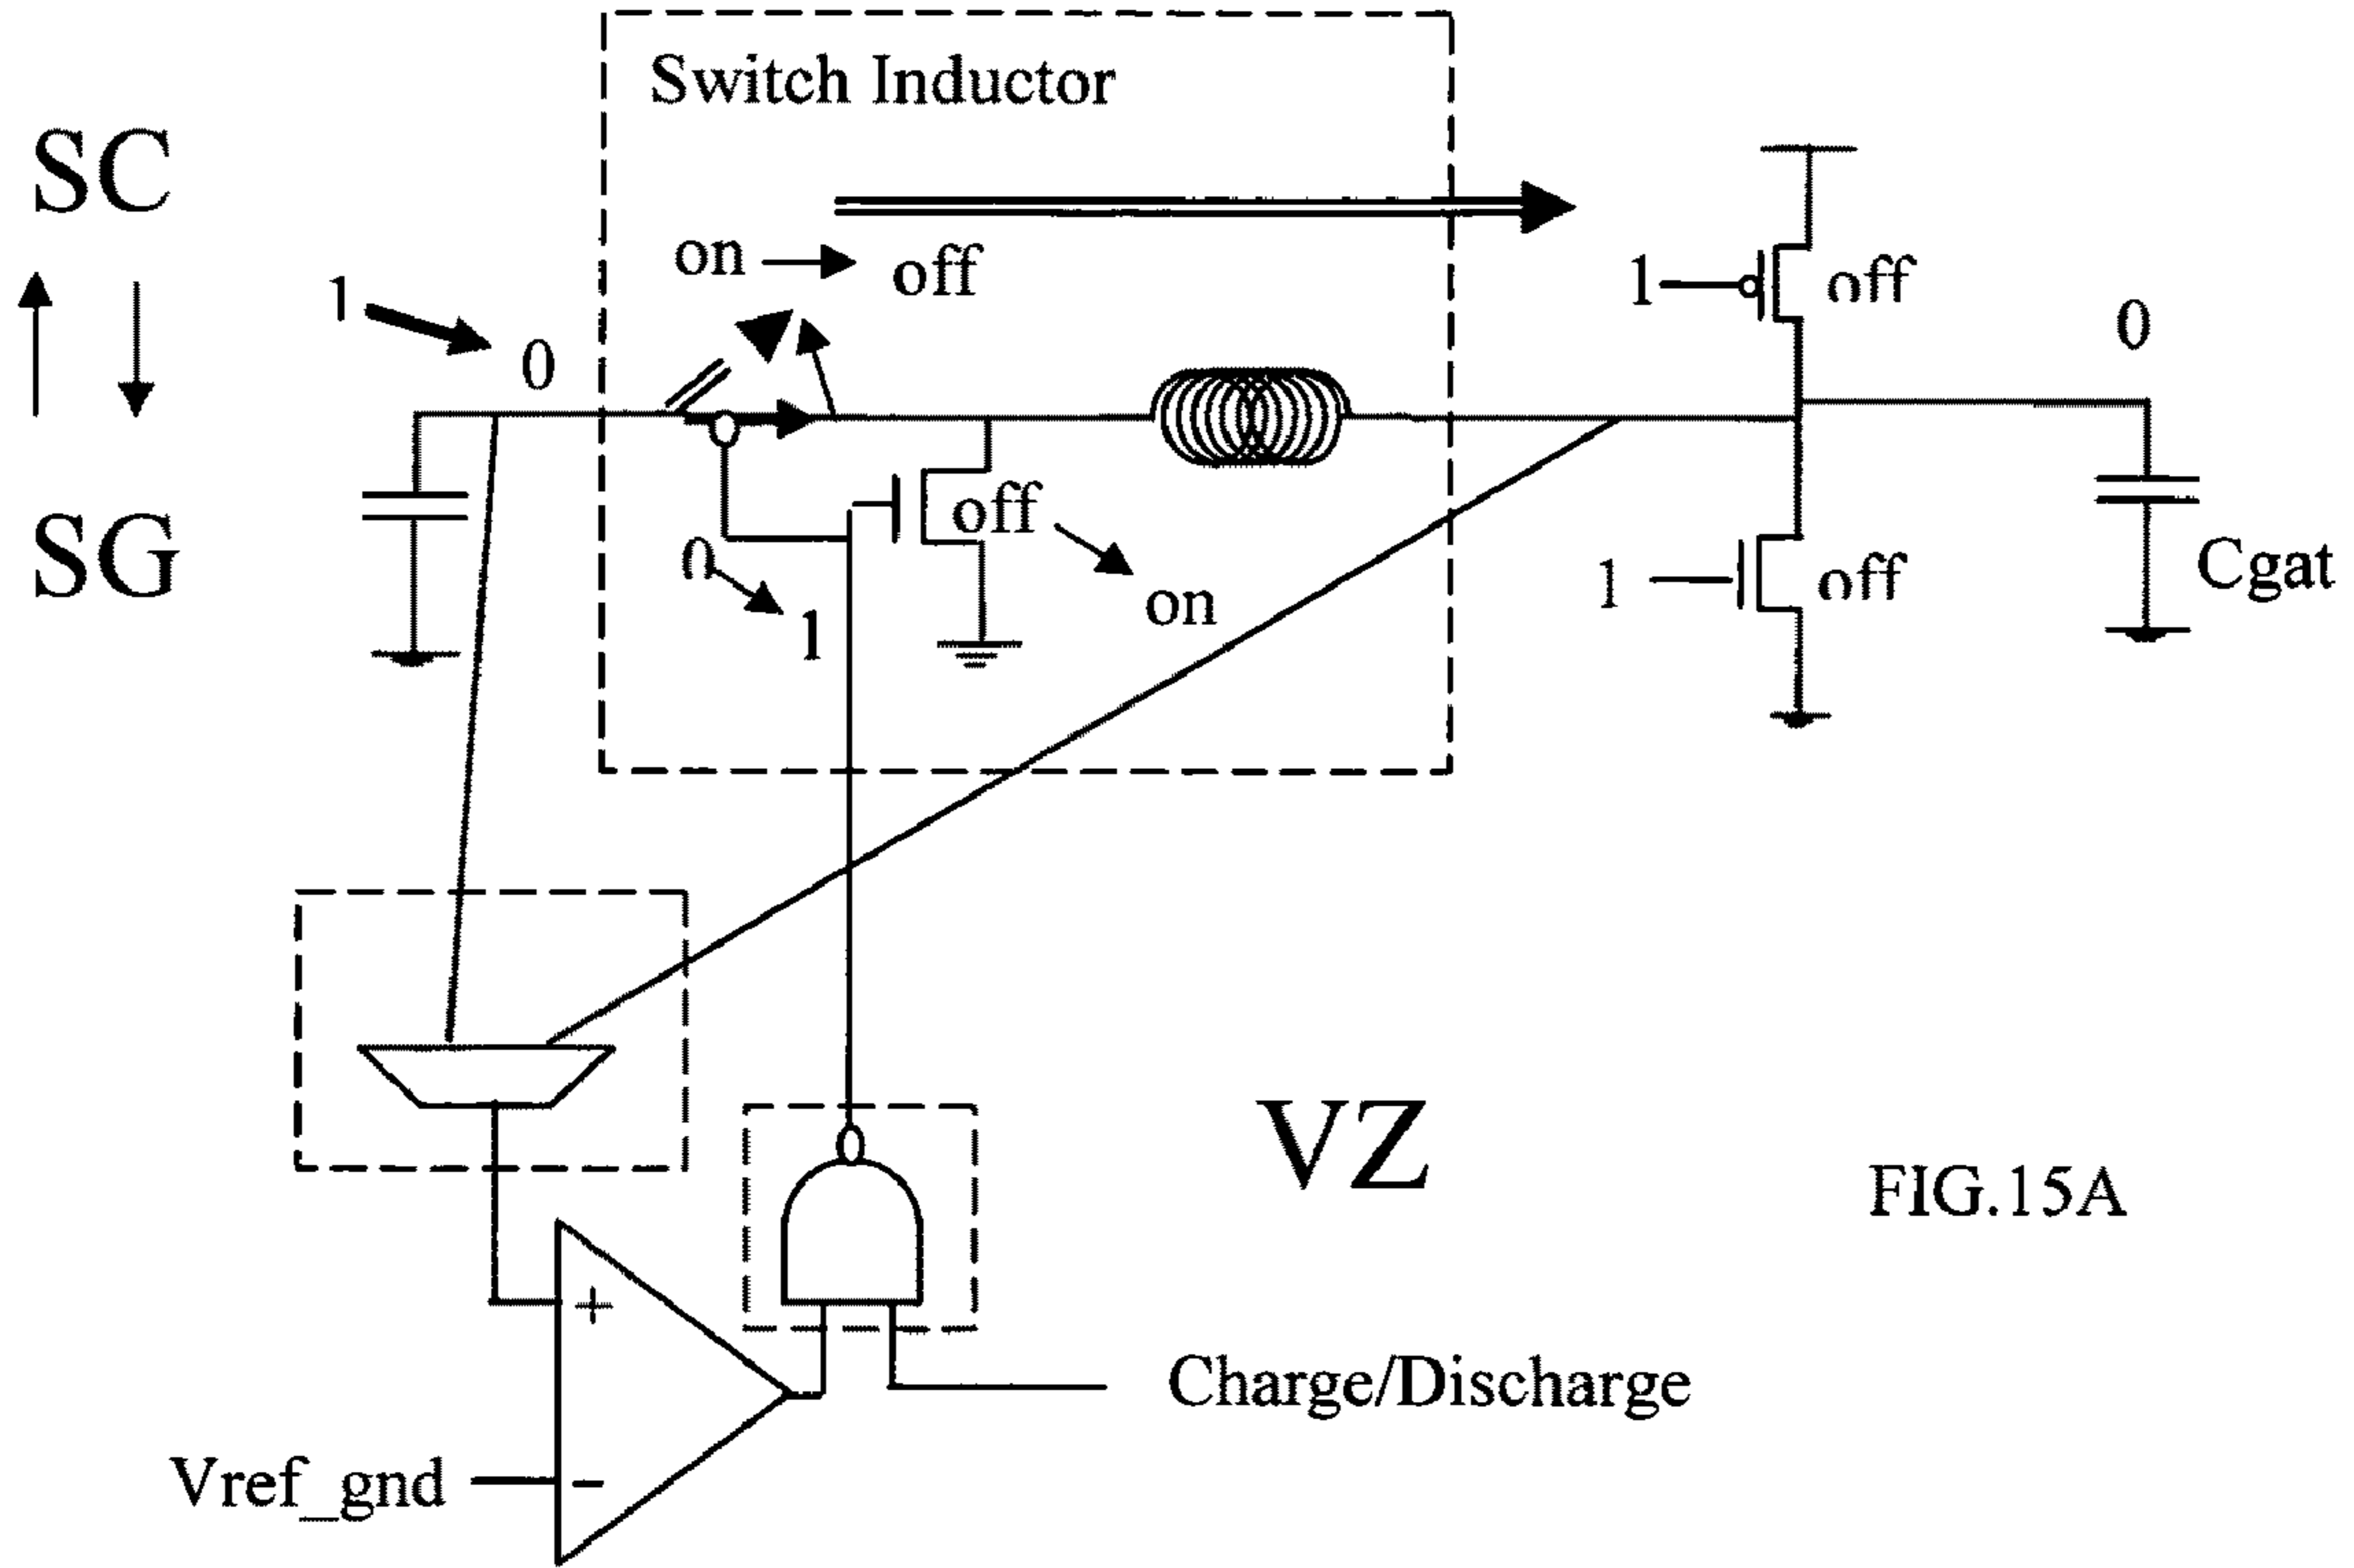 Switch Inductor
SC
on off
1
1 off
0
0
SG
off
0
1
on
1 off
Cgat
VZ
FIG.15A
+
Charge/Discharge
Vref_gnd -